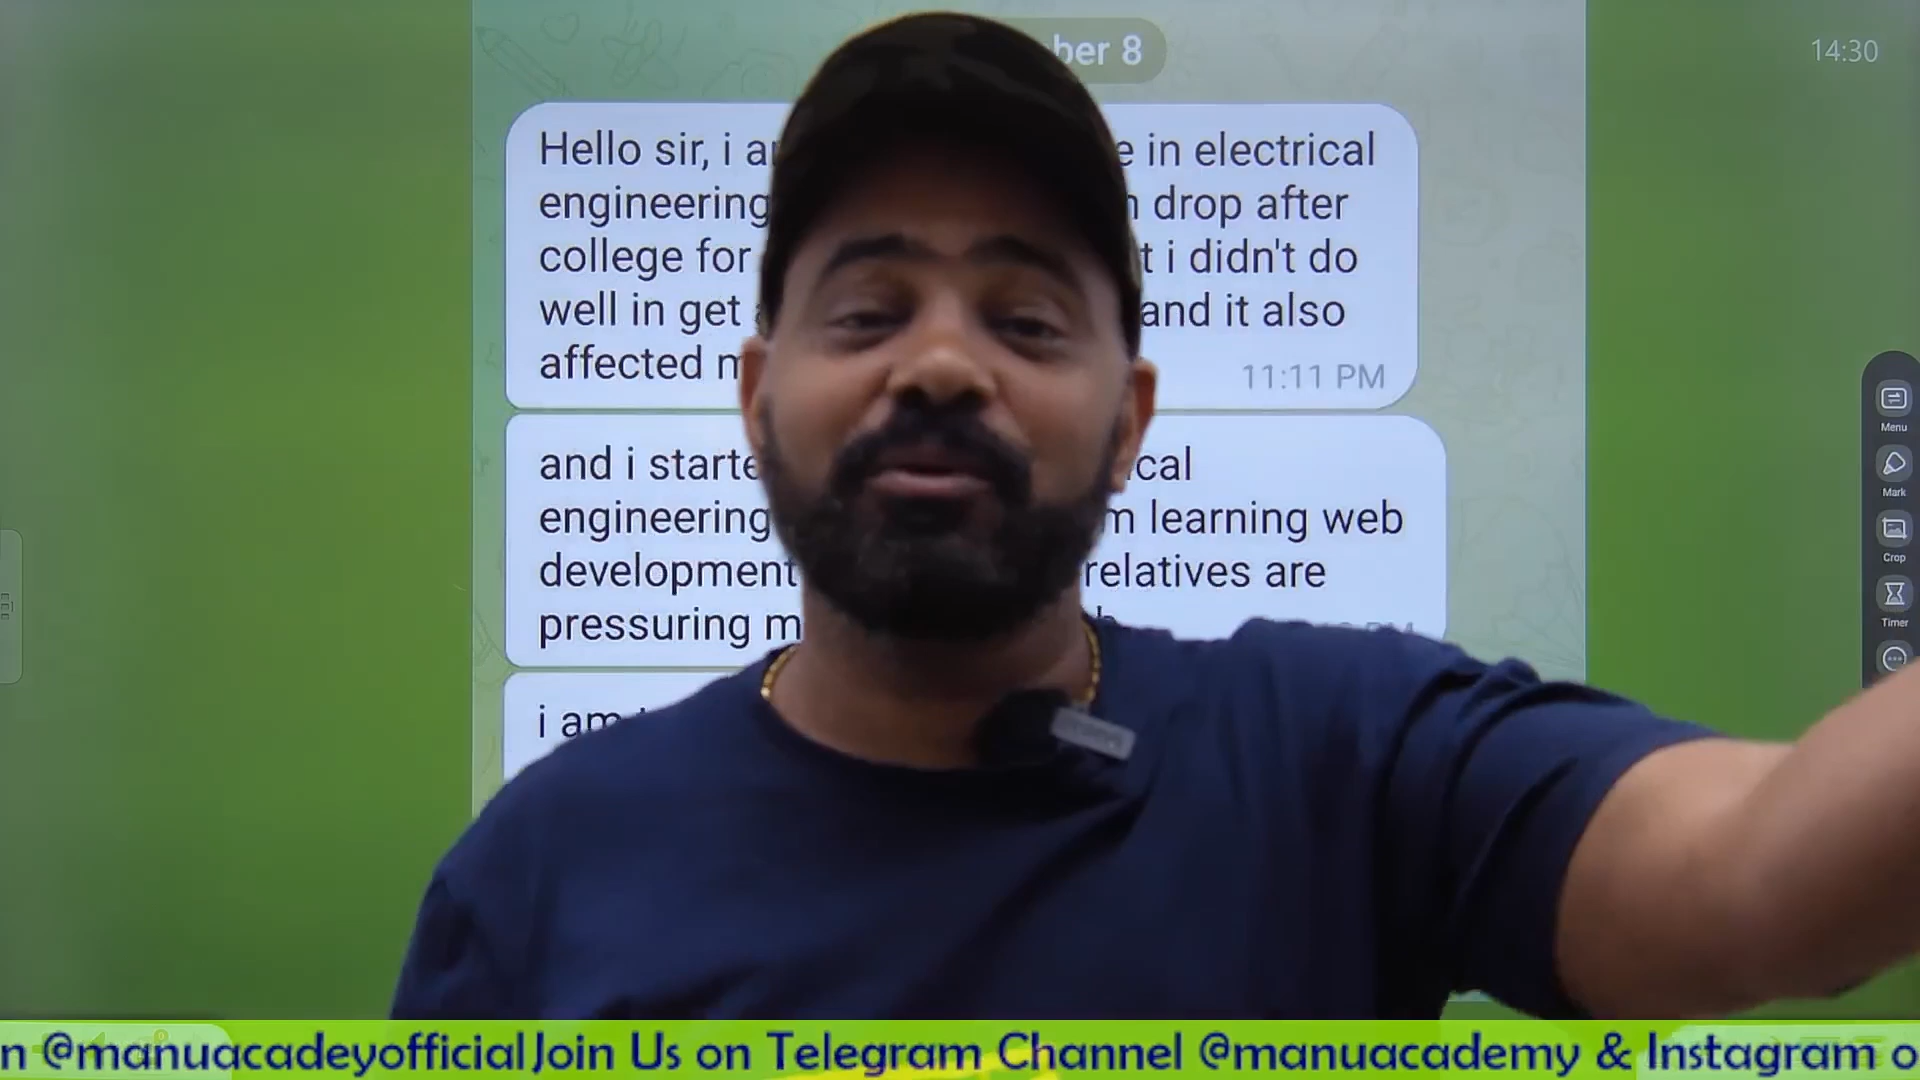 ber 8
14:30
Hello sir, i e in electrical
engineering drop after
college for t i didn't do
well in get and it also
affected
11:11 PM
and i cal
engineering m learning web
development relatives are
pressuring
i am
Menu
Mark
Crop
Timer
n @manuacadeyofficial Join Us on Telegram Channel @manuacademy & Instagram o